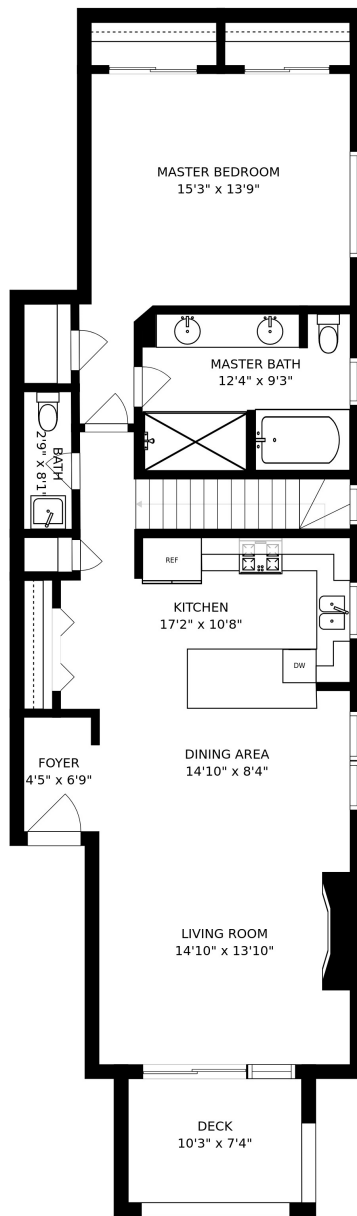 MASTER BEDROOM
15'3" x 13'9"
MASTER BATH
12'4" x 9'3"
BATH
2'9" x 8'1"
REF
KITCHEN
17'2" x 10'8"
DW
DINING AREA
14'10" x 8'4"
FOYER
4'5" x 6'9"
LIVING ROOM
14'10" x 13'10"
DECK
10'3" x 7'4"